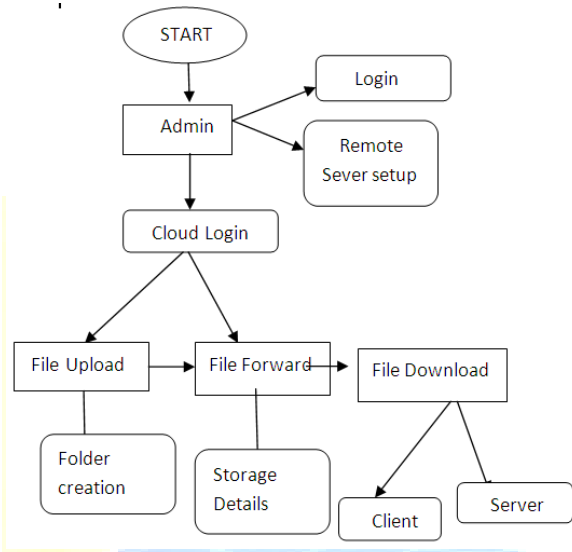 START
Login
Admin
Remote
Sever setup
Cloud Login
File Upload
File Forward
File Download
Folder
creation
Storage
Details
Client
Server